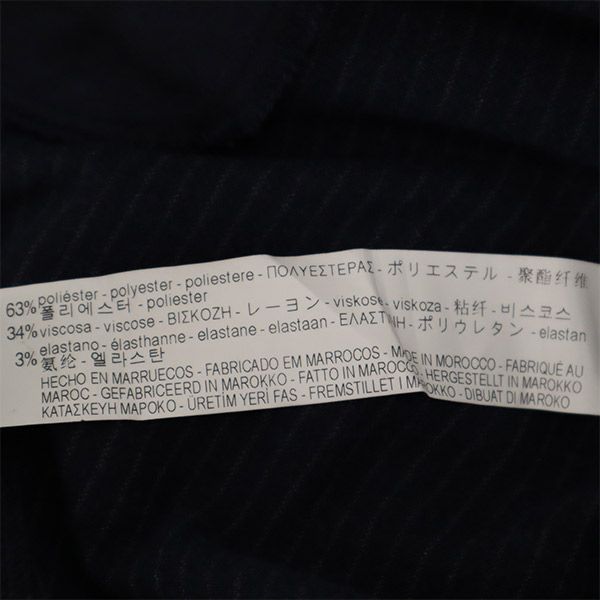 63% poliéster - polyester - poliestere - ΠΟΛΥΕΣΤΕΡΑΣ - ポリエステル - 聚酯纤维
폴리에스터 - poliester
34% viscosa - viscose - ΒΙΣΚΟΖΗ - レーヨン - viskose - viskoza - 粘纤 - 비스코스
3% elastano - élasthanne - elastane - elastaan - ΕΛΑΣΤΙΝΗ - ポリウレタン - elastan
氨纶 - 엘라스탄
HECHO EN MARRUECOS - FABRICADO EM MARROCOS - MADE IN MOROCCO - FABRIQUÉ AU
MAROC - GEFABRICEERD IN MAROKKO - FATTO IN MAROCCO - HERGESTELLT IN MAROKKO
ΚΑΤΑΣΚΕΥΗ ΜΑΡΟΚΟ - ÜRETİM YERİ FAS - FREMSTILLET I MAROKKO - DIBUAT DI MAROKO